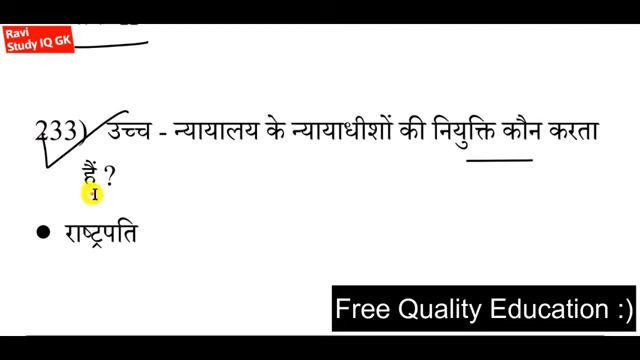 Ravi
Study IQ GK
233) उच्च - न्यायालय के न्यायाधीशों की नियुक्ति कौन करता
हैं ?
● राष्ट्रपति
Free Quality Education :)